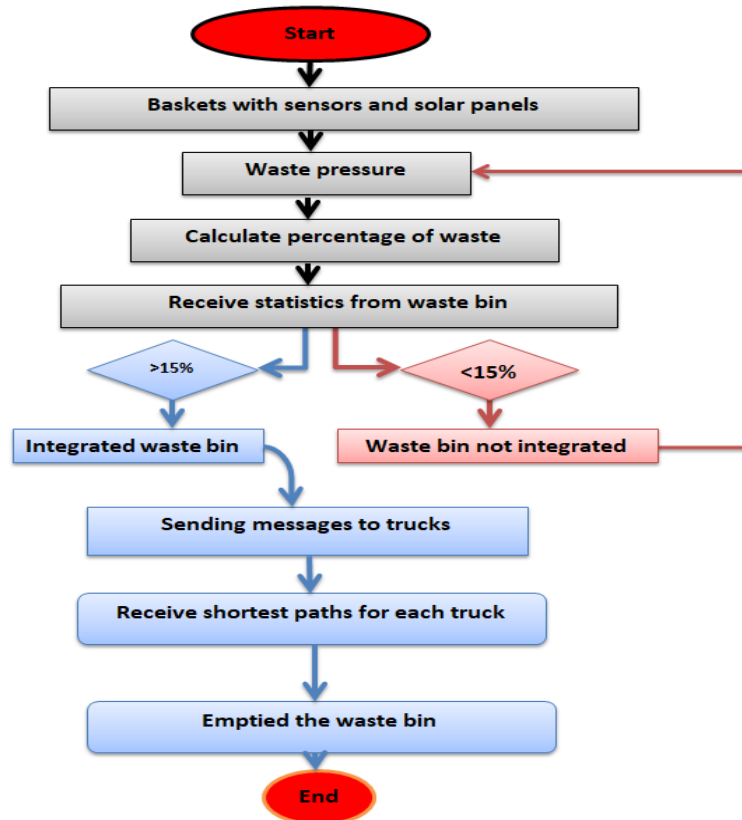 Start
Baskets with sensors and solar panels
Waste pressure
Calculate percentage of waste
Receive statistics from waste bin
>15%
<15%
Integrated waste bin
Waste bin not integrated
Sending messages to trucks
Receive shortest paths for each truck
Emptied the waste bin
End